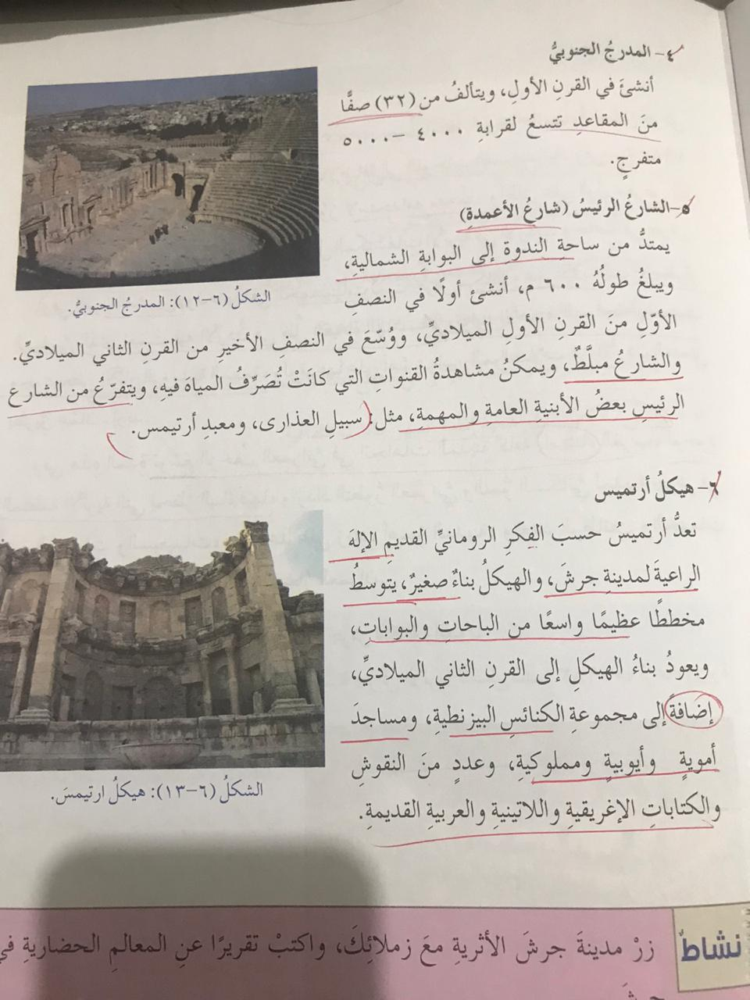 ٤- المدرجُ الجنوبيُّ
أنشئَ في القرنِ الأولِ، ويتألفُ من (٣٢) صفًّا
منَ المقاعدِ تتسعُ لقرابةِ ٤٠٠٠ –٥٠٠٠
متفرجٍ.
الشكلُ (٦-١٢): المدرجُ الجنوبيُّ.
٥-الشارعُ الرئيسُ (شارعُ الأعمدةِ)
يمتدُّ من ساحةِ الندوةِ إلى البوابةِ الشماليةِ،
ويبلغُ طولُهُ ٦٠٠ م، أنشئ أولًا في النصفِ
الأوّلِ منَ القرنِ الأولِ الميلاديِّ، ووُسّعَ في النصفِ الأخيرِ من القرنِ الثاني الميلاديِّ.
والشارعُ مبلَّطٌ، ويمكنُ مشاهدةُ القنواتِ التي كانَتْ تُصَرِّفُ المياهَ فيهِ، ويتفرّعُ من الشارعِ
الرئيسِ بعضُ الأبنيةِ العامةِ والمهمةِ، مثل: سبيلِ العذارى، ومعبدِ أرتيمس.
٦- هيكلُ أرتميس
تعدُّ أرتميسُ حسبَ الفكرِ الرومانيِّ القديمِ الإلهَ
الراعيةَ لمدينةِ جرشَ، والهيكلُ بناءٌ صغيرٌ، يتوسطُ
مخططًا عظيمًا واسعًا من الباحاتِ والبواباتِ،
ويعودُ بناءُ الهيكلِ إلى القرنِ الثاني الميلاديِّ،
إضافةً إلى مجموعةِ الكنائسِ البيزنطيةِ، ومساجدَ
أمويةٍ وأيوبيةٍ ومملوكيةِ، وعددٍ منَ النقوشِ
والكتاباتِ الإغريقيةِ واللاتينيةِ والعربيةِ القديمةِ.
الشكلُ (٦-١٣): هيكلُ ارتيمسَ.
نشاطٌ
زرْ مدينةَ جرشَ الأثريةِ معَ زملائِكَ، واكتبْ تقريرًا عنِ المعالمِ الحضاريةِ في